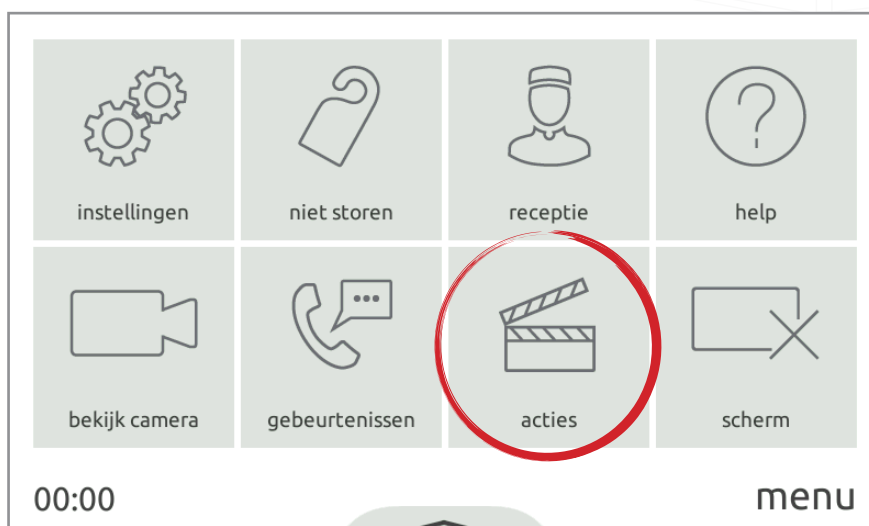 instellingen
niet storen
receptie
help
bekijk camera
gebeurtenissen
acties
scherm
00:00
menu